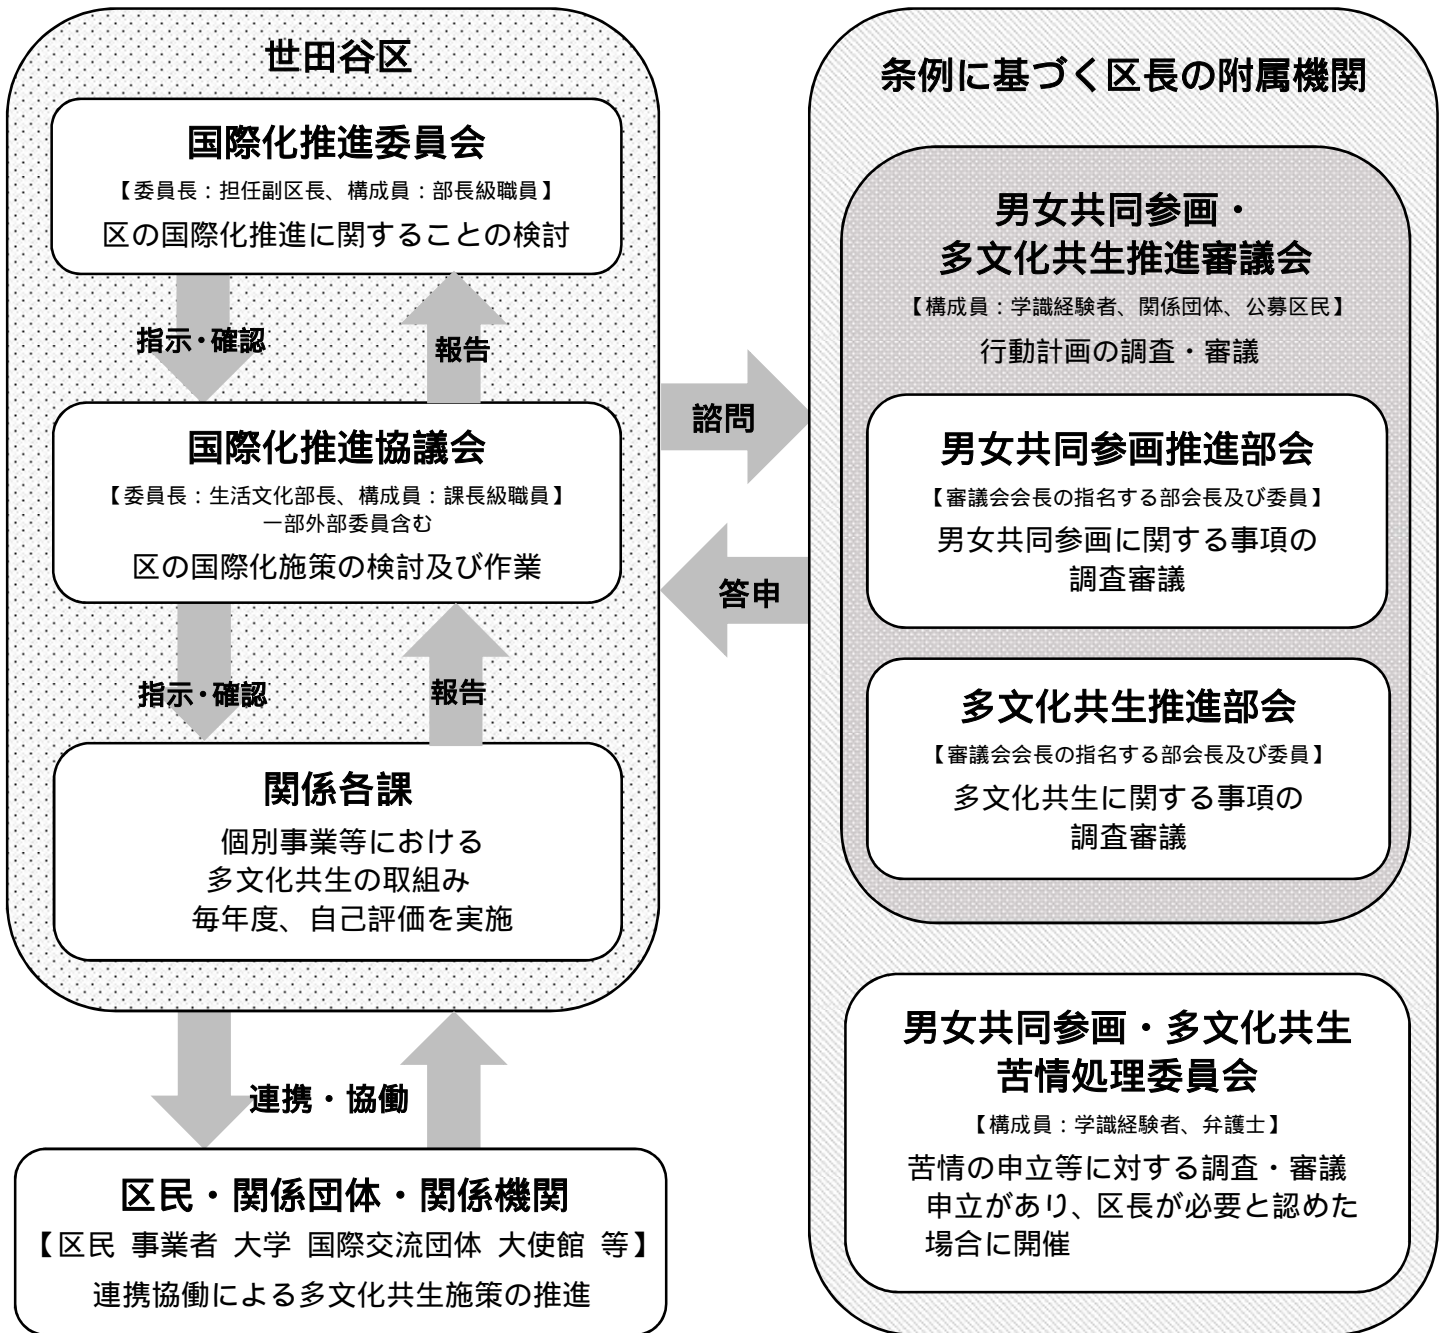 世田谷区
国際化推進委員会
【委員長：担任副区長、構成員：部長級職員】
区の国際化推進に関することの検討
指示・確認
報告
国際化推進協議会
【委員長：生活文化部長、構成員：課長級職員】
一部外部委員含む
区の国際化施策の検討及び作業
指示・確認
報告
関係各課
個別事業等における
多文化共生の取組み
毎年度、自己評価を実施
連携・協働
区民・関係団体・関係機関
【区民 事業者 大学 国際交流団体 大使館 等】
連携協働による多文化共生施策の推進
諮問
答申
条例に基づく区長の附属機関
男女共同参画・
多文化共生推進審議会
【構成員：学識経験者、関係団体、公募区民】
行動計画の調査・審議
男女共同参画推進部会
【審議会会長の指名する部会長及び委員】
男女共同参画に関する事項の
調査審議
多文化共生推進部会
【審議会会長の指名する部会長及び委員】
多文化共生に関する事項の
調査審議
男女共同参画・多文化共生
苦情処理委員会
【構成員：学識経験者、弁護士】
苦情の申立等に対する調査・審議
申立があり、区長が必要と認めた
場合に開催